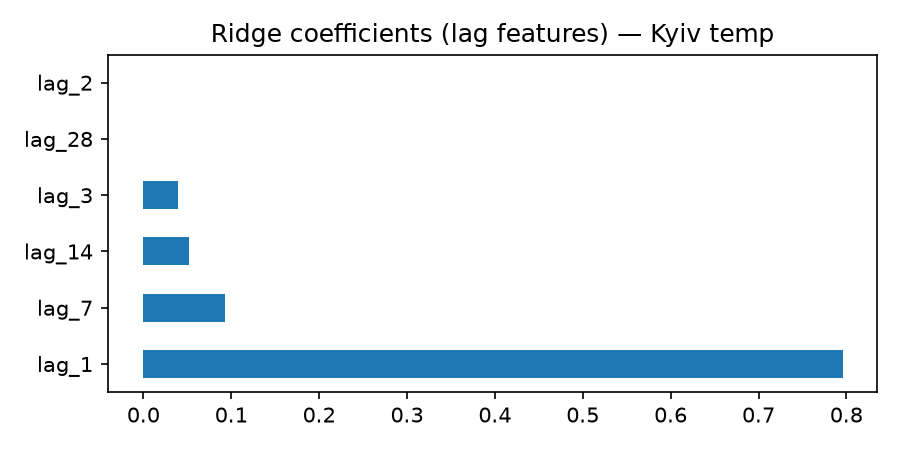 Ridge coefficients (lag features) — Kyiv temp
lag_2
lag_28
lag_3
lag_14
lag_7
lag_1
0.0 0.1 0.2 0.3 0.4 0.5 0.6 0.7 0.8